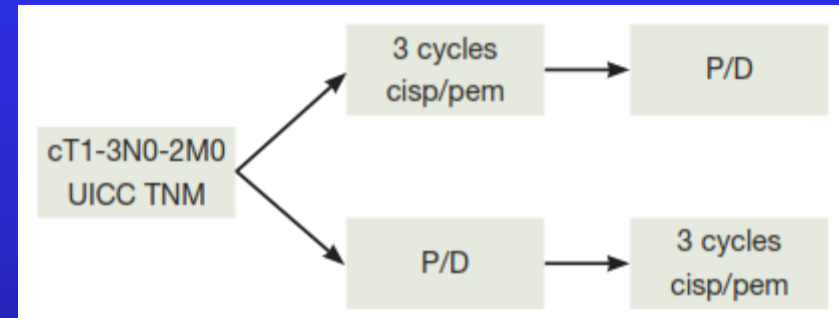 cT1-3N0-2M0
UICC TNM
3 cycles
cisp/pem
P/D
P/D
3 cycles
cisp/pem